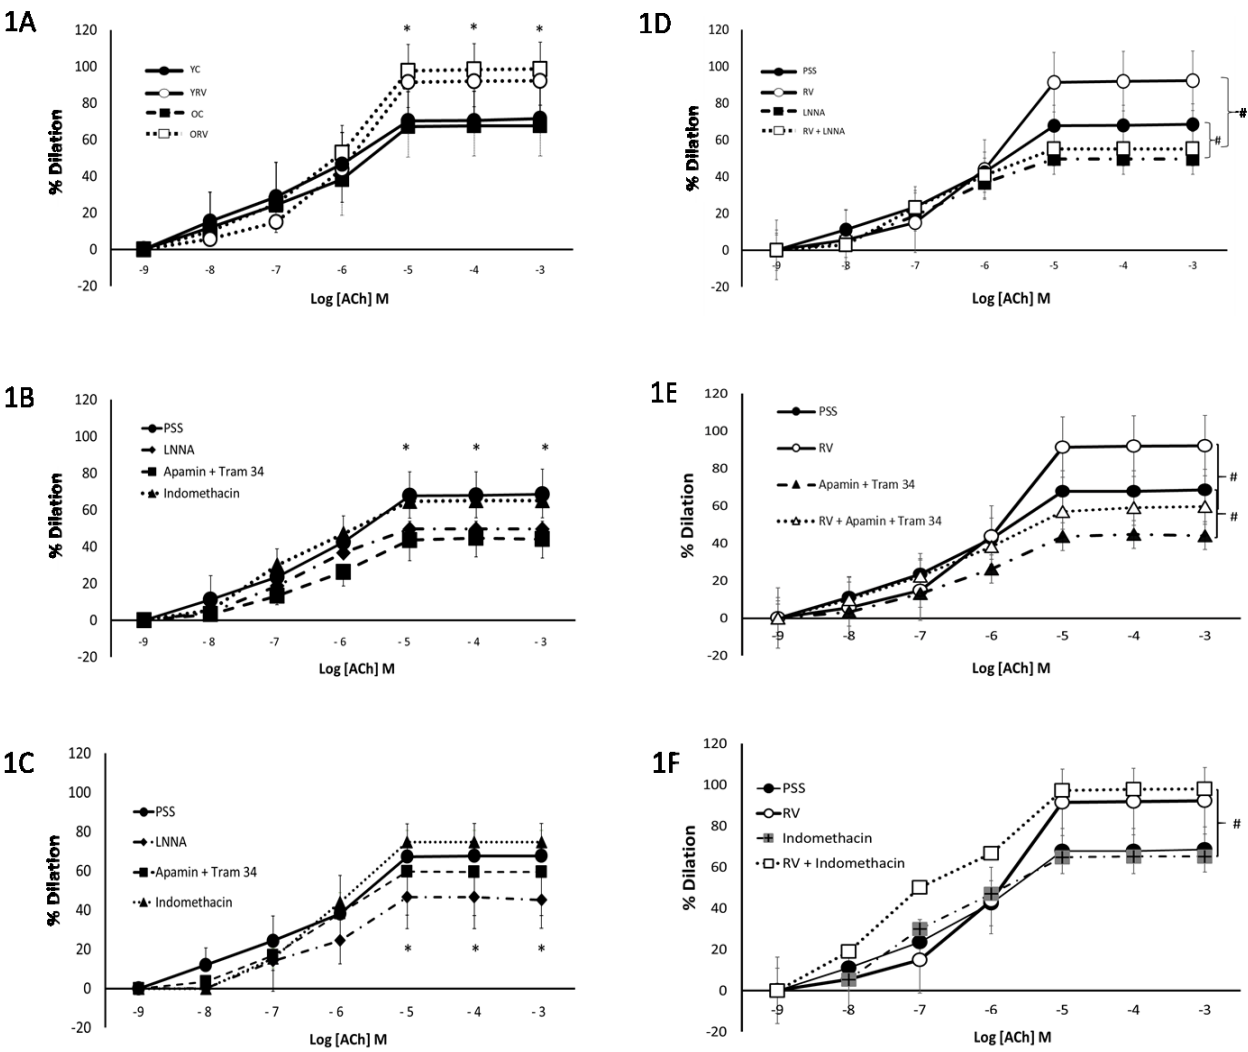 1A
120
100
80
60
40
20
0
-20
% Dilation
YC
YRV
OC
ORV
* * *
-9 -8 -7 -6 -5 -4 -3
Log [ACh] M
1D
120
100
80
60
40
20
0
-20
% Dilation
PSS
RV
LNNA
RV + LNNA
#
#
-9 -8 -7 -6 -5 -4 -3
Log [ACh] M
1B
120
100
80
60
40
20
0
-20
% Dilation
PSS
LNNA
Apamin + Tram 34
Indomethacin
* * *
-9 - 8 - 7 - 6 - 5 - 4 - 3
Log [ACh] M
1E
120
100
80
60
40
20
0
-20
% Dilation
PSS
RV
Apamin + Tram 34
RV + Apamin + Tram 34
#
#
-9 -8 -7 -6 -5 -4 -3
Log [ACh] M
1C
120
100
80
60
40
20
0
-20
% Dilation
PSS
LNNA
Apamin + Tram 34
Indomethacin
* * *
-9 - 8 - 7 - 6 - 5 - 4 - 3
Log [ACh] M
1F
120
100
80
60
40
20
0
-20
% Dilation
PSS
RV
Indomethacin
RV + Indomethacin
#
-9 -8 -7 -6 -5 -4 -3
Log [ACh] M